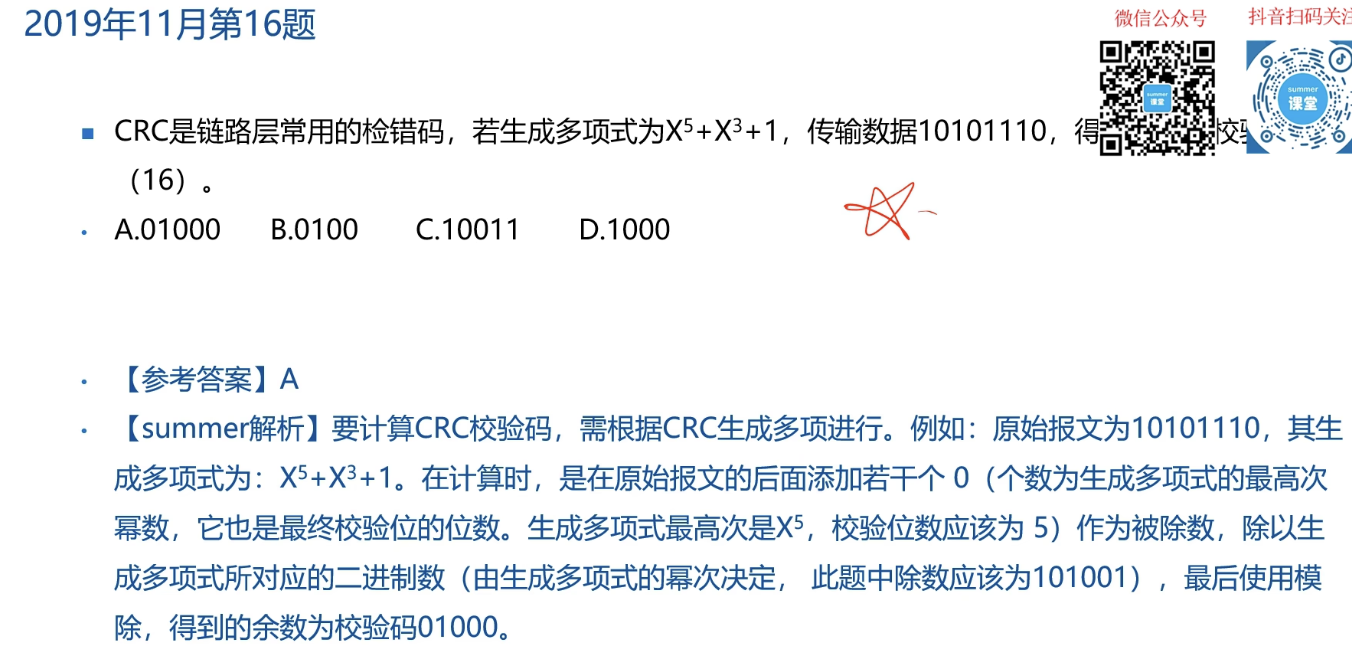 2019年11月第16题
微信公众号
抖音扫码关注
summer
课堂
summer
课堂
CRC是链路层常用的检错码，若生成多项式为X⁵+X³+1，传输数据10101110，得
（16）。
A.01000 B.0100 C.10011 D.1000
【参考答案】A
【summer解析】要计算CRC校验码，需根据CRC生成多项进行。例如：原始报文为10101110，其生
成多项式为：X⁵+X³+1。在计算时，是在原始报文的后面添加若干个 0（个数为生成多项式的最高次
幂数，它也是最终校验位的位数。生成多项式最高次是X⁵，校验位数应该为 5）作为被除数，除以生
成多项式所对应的二进制数（由生成多项式的幂次决定， 此题中除数应该为101001），最后使用模
除，得到的余数为校验码01000。